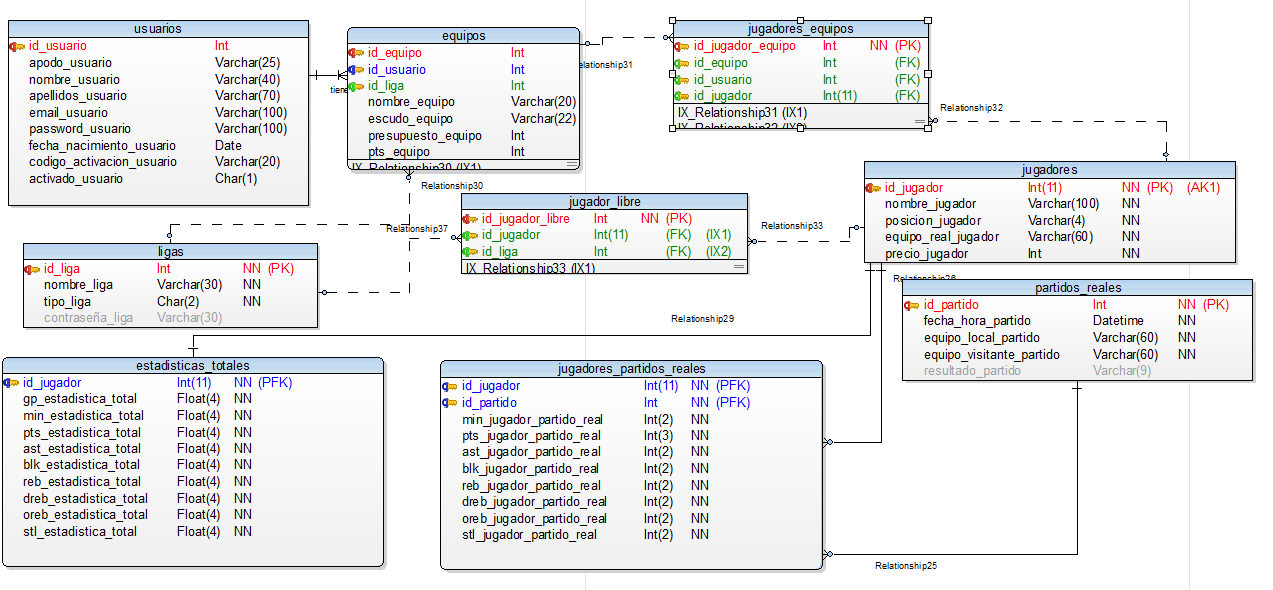 usuarios
id_usuario Int
apodo_usuario Varchar(25)
nombre_usuario Varchar(40)
apellidos_usuario Varchar(70)
email_usuario Varchar(100)
password_usuario Varchar(100)
fecha_nacimiento_usuario Date
codigo_activacion_usuario Varchar(20)
activado_usuario Char(1)
tiene
equipos
id_equipo Int
id_usuario Int
id_liga Int
nombre_equipo Varchar(20)
escudo_equipo Varchar(22)
presupuesto_equipo Int
pts_equipo Int
IX_Relationship30 (IX1)
elationship31
jugadores_equipos
id_jugador_equipo Int NN (PK)
id_equipo Int (FK)
id_usuario Int (FK)
id_jugador Int(11) (FK)
IX_Relationship31 (IX1)
Relationship32
Relationship30
jugadores
id_jugador Int(11) NN (PK) (AK1)
nombre_jugador Varchar(100) NN
posicion_jugador Varchar(4) NN
equipo_real_jugador Varchar(60) NN
precio_jugador Int NN
jugador_libre
id_jugador_libre Int NN (PK)
id_jugador Int(11) (FK) (IX1)
id_liga Int (FK) (IX2)
IX_Relationship33 (IX1)
Relationship37
Relationship33
ligas
id_liga Int NN (PK)
nombre_liga Varchar(30) NN
tipo_liga Char(2) NN
contraseña_liga Varchar(30)
Relationship29
partidos_reales
id_partido Int NN (PK)
fecha_hora_partido Datetime NN
equipo_local_partido Varchar(60) NN
equipo_visitante_partido Varchar(60) NN
resultado_partido Varchar(9)
estadisticas_totales
id_jugador Int(11) NN (PFK)
gp_estadistica_total Float(4) NN
min_estadistica_total Float(4) NN
pts_estadistica_total Float(4) NN
ast_estadistica_total Float(4) NN
blk_estadistica_total Float(4) NN
reb_estadistica_total Float(4) NN
dreb_estadistica_total Float(4) NN
oreb_estadistica_total Float(4) NN
stl_estadistica_total Float(4) NN
jugadores_partidos_reales
id_jugador Int(11) NN (PFK)
id_partido Int NN (PFK)
min_jugador_partido_real Int(2) NN
pts_jugador_partido_real Int(3) NN
ast_jugador_partido_real Int(2) NN
blk_jugador_partido_real Int(2) NN
reb_jugador_partido_real Int(2) NN
dreb_jugador_partido_real Int(2) NN
oreb_jugador_partido_real Int(2) NN
stl_jugador_partido_real Int(2) NN
Relationship25